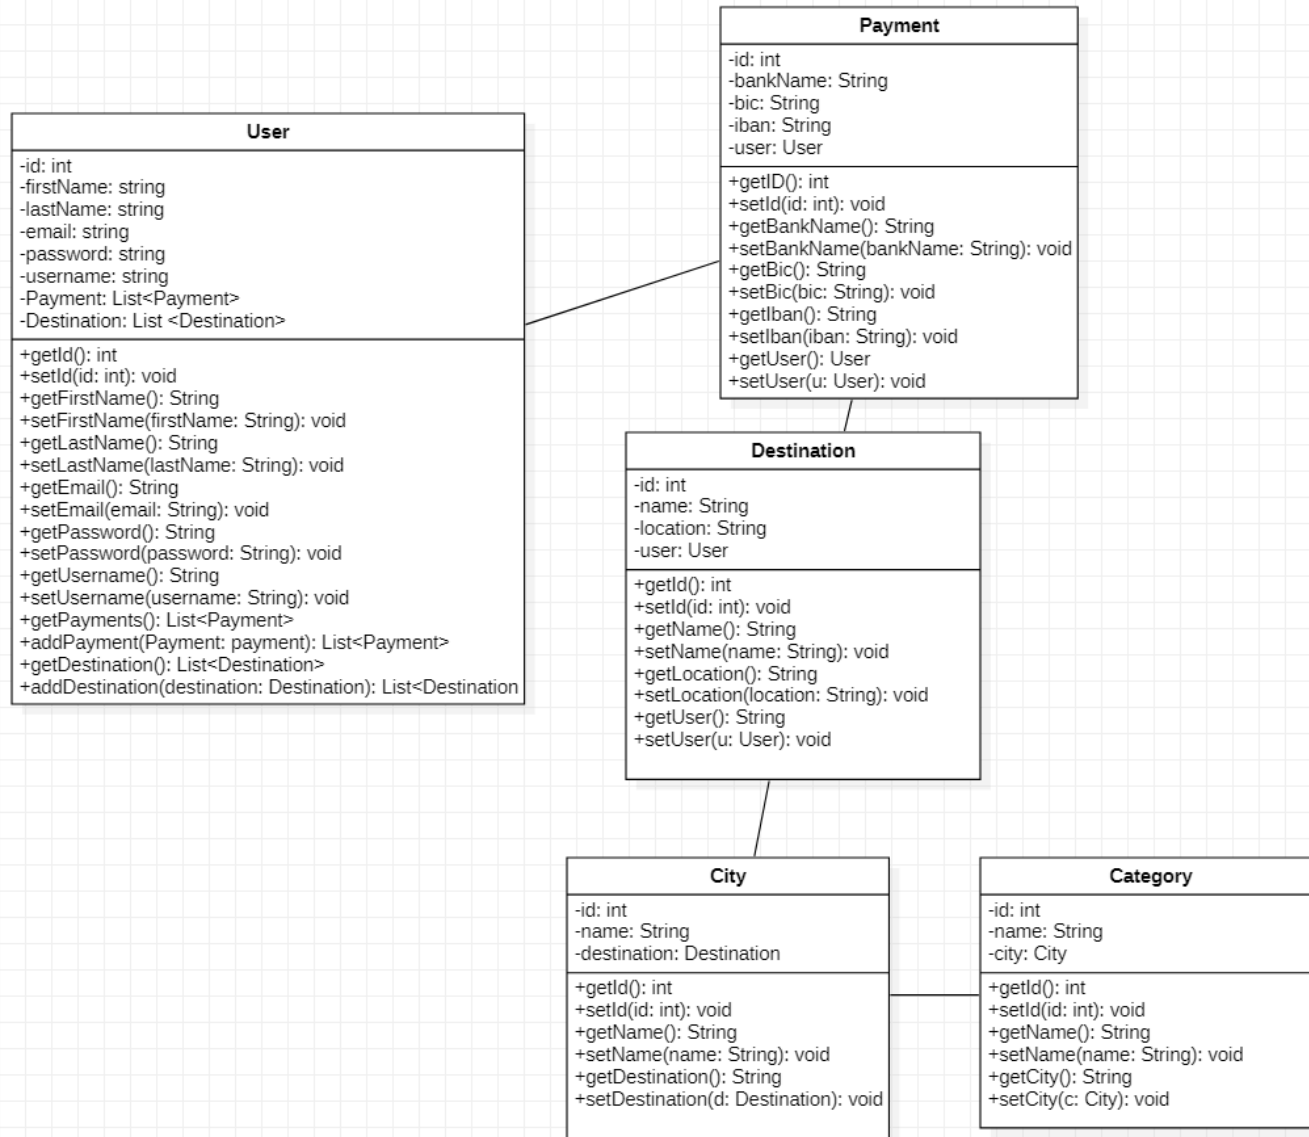 User
-id: int
-firstName: string
-lastName: string
-email: string
-password: string
-username: string
-Payment: List<Payment>
-Destination: List <Destination>
+getId(): int
+setId(id: int): void
+getFirstName(): String
+setFirstName(firstName: String): void
+getLastName(): String
+setLastName(lastName: String): void
+getEmail(): String
+setEmail(email: String): void
+getPassword(): String
+setPassword(password: String): void
+getUsername(): String
+setUsername(username: String): void
+getPayments(): List<Payment>
+addPayment(Payment: payment): List<Payment>
+getDestination(): List<Destination>
+addDestination(destination: Destination): List<Destination
Payment
-id: int
-bankName: String
-bic: String
-iban: String
-user: User
+getID(): int
+setId(id: int): void
+getBankName(): String
+setBankName(bankName: String): void
+getBic(): String
+setBic(bic: String): void
+getIban(): String
+setIban(iban: String): void
+getUser(): User
+setUser(u: User): void
Destination
-id: int
-name: String
-location: String
-user: User
+getId(): int
+setId(id: int): void
+getName(): String
+setName(name: String): void
+getLocation(): String
+setLocation(location: String): void
+getUser(): String
+setUser(u: User): void
City
-id: int
-name: String
-destination: Destination
+getId(): int
+setId(id: int): void
+getName(): String
+setName(name: String): void
+getDestination(): String
+setDestination(d: Destination): void
Category
-id: int
-name: String
-city: City
+getId(): int
+setId(id: int): void
+getName(): String
+setName(name: String): void
+getCity(): String
+setCity(c: City): void